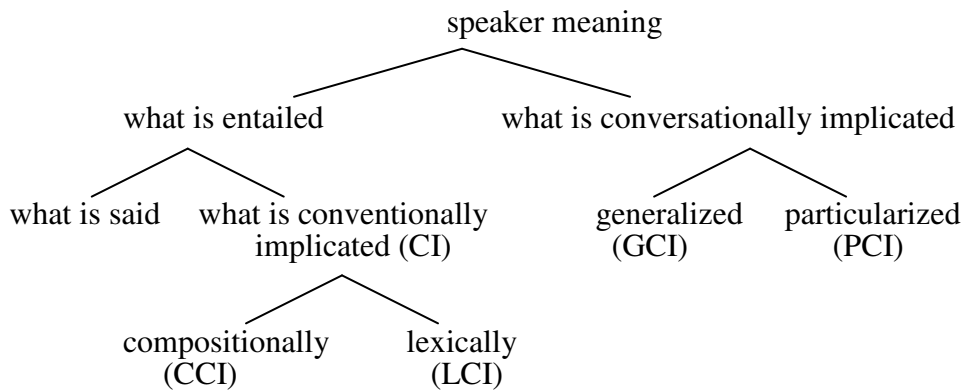 speaker meaning
what is entailed
what is conversationally implicated
what is said
what is conventionally
implicated (CI)
generalized
(GCI)
particularized
(PCI)
compositionally
(CCI)
lexically
(LCI)